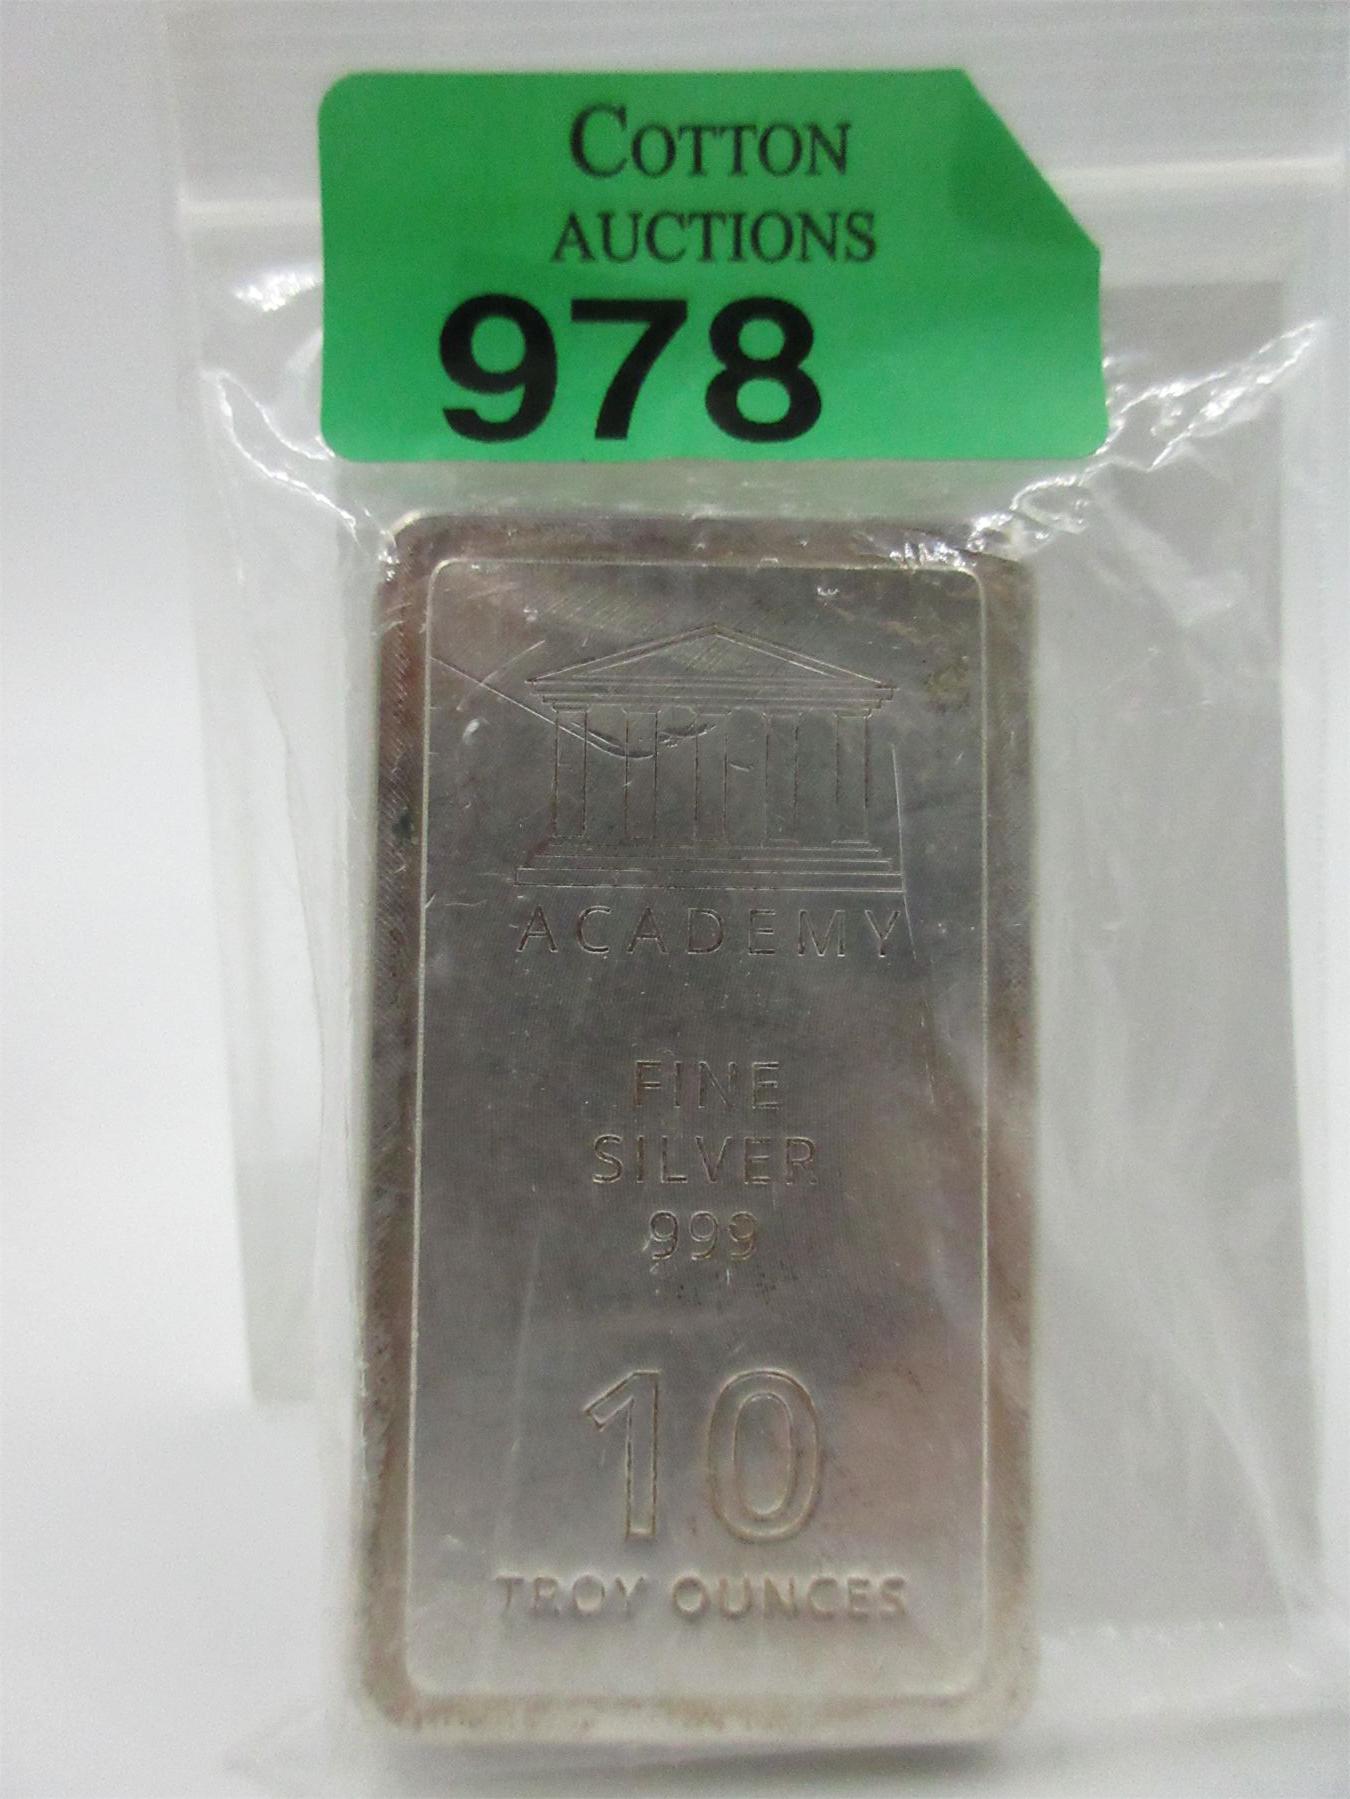 COTTON
AUCTIONS
978
ACADEMY
FINE
SILVER
999
10
TROY OUNCES